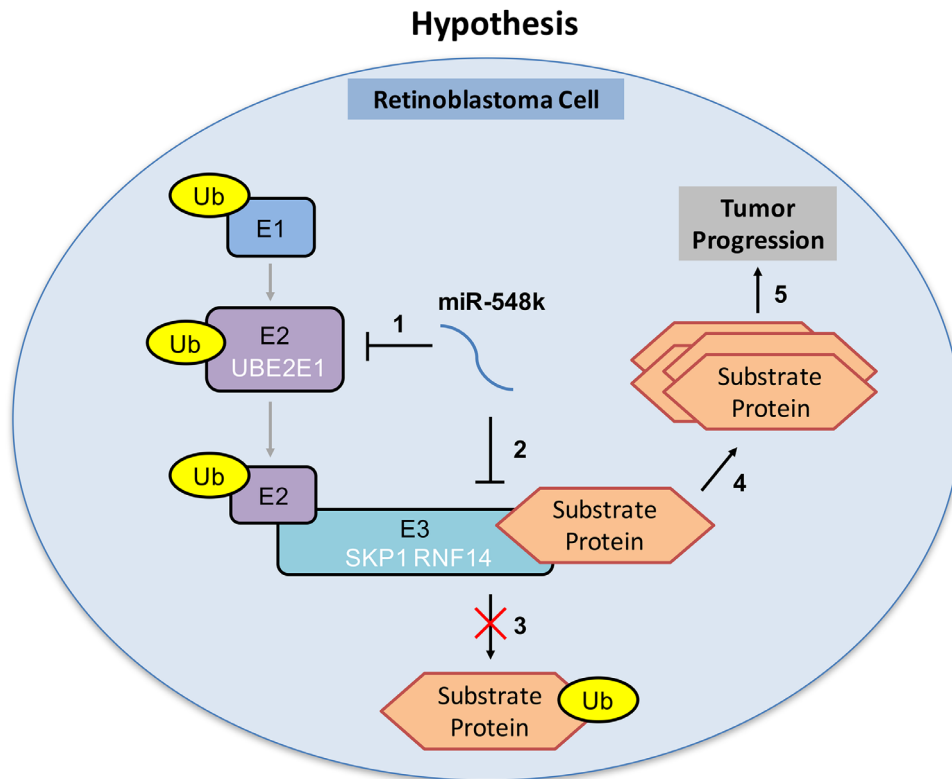 Hypothesis
Retinoblastoma Cell
Ub
E1
Tumor
Progression
5
miR-548k
1
Ub
E2
UBE2E1
Substrate
Protein
2
4
Ub
E2
E3
SKP1 RNF14
Substrate
Protein
3
Substrate
Protein
Ub